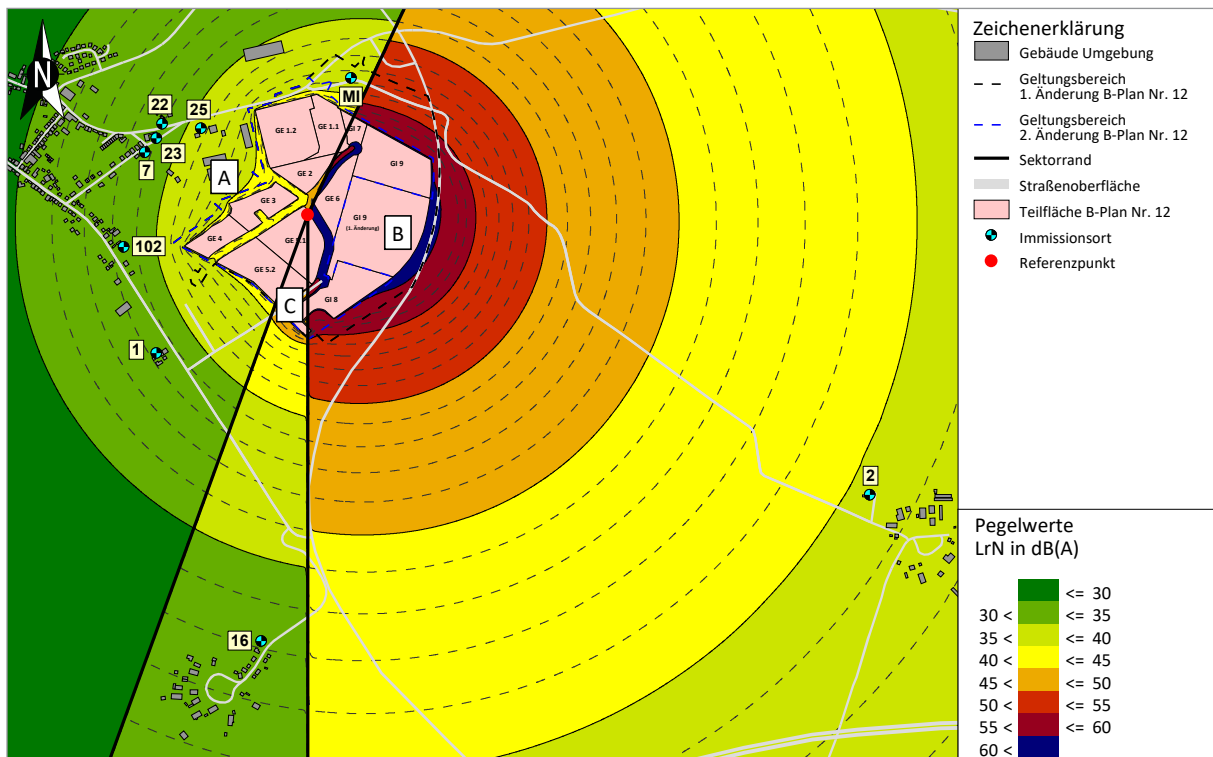 N
22
25
MI
23
7
A
102
1
16
2
B
C
GE 1.2
GE 1.1
GI 7
GI 9
GE 2
GE 3
GE 6
GI 9
(1. Änderung)
GE 4
GE 5.2
GI 8
Zeichenerklärung
Gebäude Umgebung
Geltungsbereich
1. Änderung B-Plan Nr. 12
Geltungsbereich
2. Änderung B-Plan Nr. 12
Sektorrand
Straßenoberfläche
Teilfläche B-Plan Nr. 12
Immissionsort
Referenzpunkt
Pegelwerte
LrN in dB(A)
<= 30
30 < <= 35
35 < <= 40
40 < <= 45
45 < <= 50
50 < <= 55
55 < <= 60
60 <